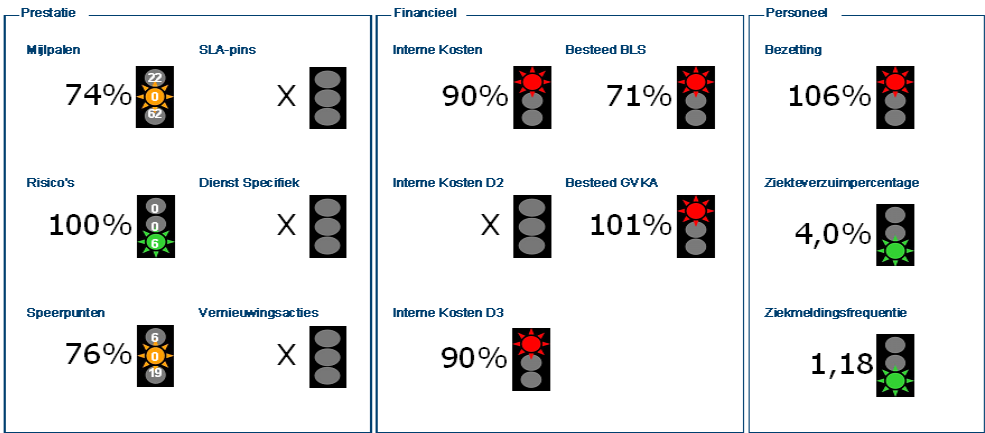 Prestatie
Financieel
Personeel
Mijlpalen
SLA-pins
Interne Kosten
Besteed BLS
Bezetting
74%
22
0
62
X
90%
71%
106%
Risico's
Dienst Specifiek
Interne Kosten D2
Besteed GVKA
Ziekteverzuimpercentage
100%
0
0
6
X
X
101%
4,0%
Speerpunten
Vernieuwingsacties
Interne Kosten D3
Ziekmeldingsfrequentie
76%
6
0
19
X
90%
1,18